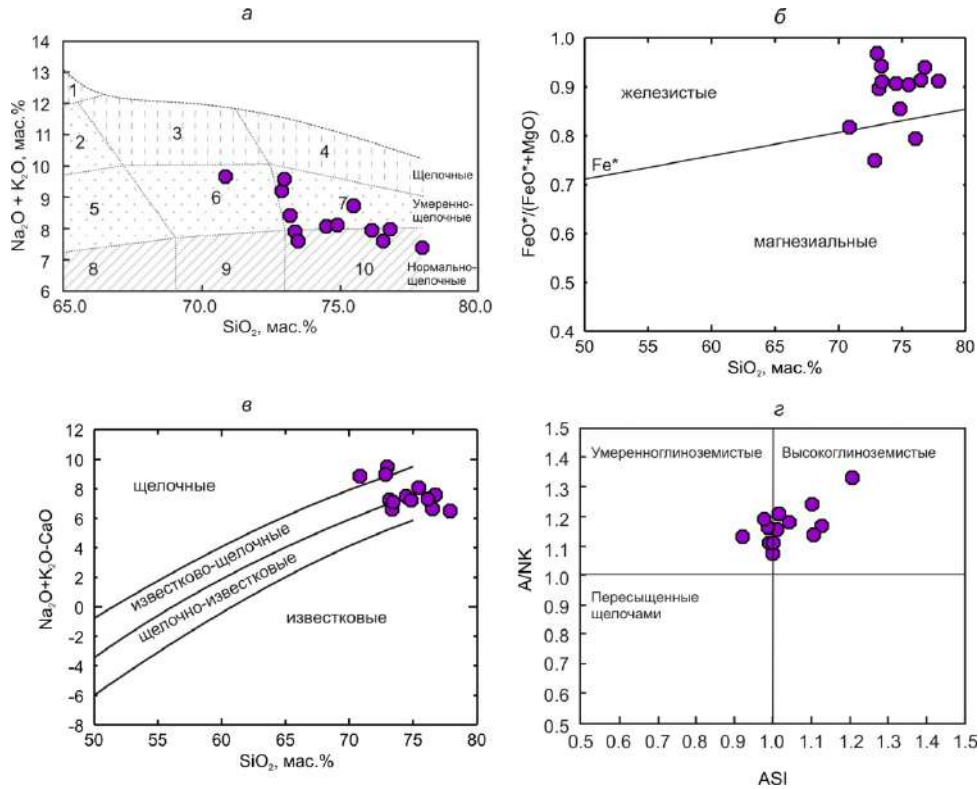 а
14
13
12
11
10
9
8
7
6
Na₂O + K₂O, мас.%
1
2
3
4
5
6
7
8
9
10
Щелочные
Умеренно-
щелочные
Нормально-
щелочные
65.0 70.0 75.0 80.0
SiO₂, мас.%
б
1.0
0.9
0.8
0.7
0.6
0.5
0.4
FeO*/(FeO*+MgO)
железистые
Fe*
магнезиальные
50 55 60 65 70 75 80
SiO₂, мас.%
в
12
10
8
6
4
2
0
-2
-4
-6
-8
Na₂O+K₂O-CaO
щелочные
известково-щелочные
щелочно-известковые
известковые
50 55 60 65 70 75 80
SiO₂, мас.%
г
1.5
1.4
1.3
1.2
1.1
1.0
0.9
0.8
0.7
0.6
0.5
A/NK
Умеренноглиноземистые
Высокоглиноземистые
Пересыщенные
щелочами
0.5 0.6 0.7 0.8 0.9 1.0 1.1 1.2 1.3 1.4 1.5
ASI